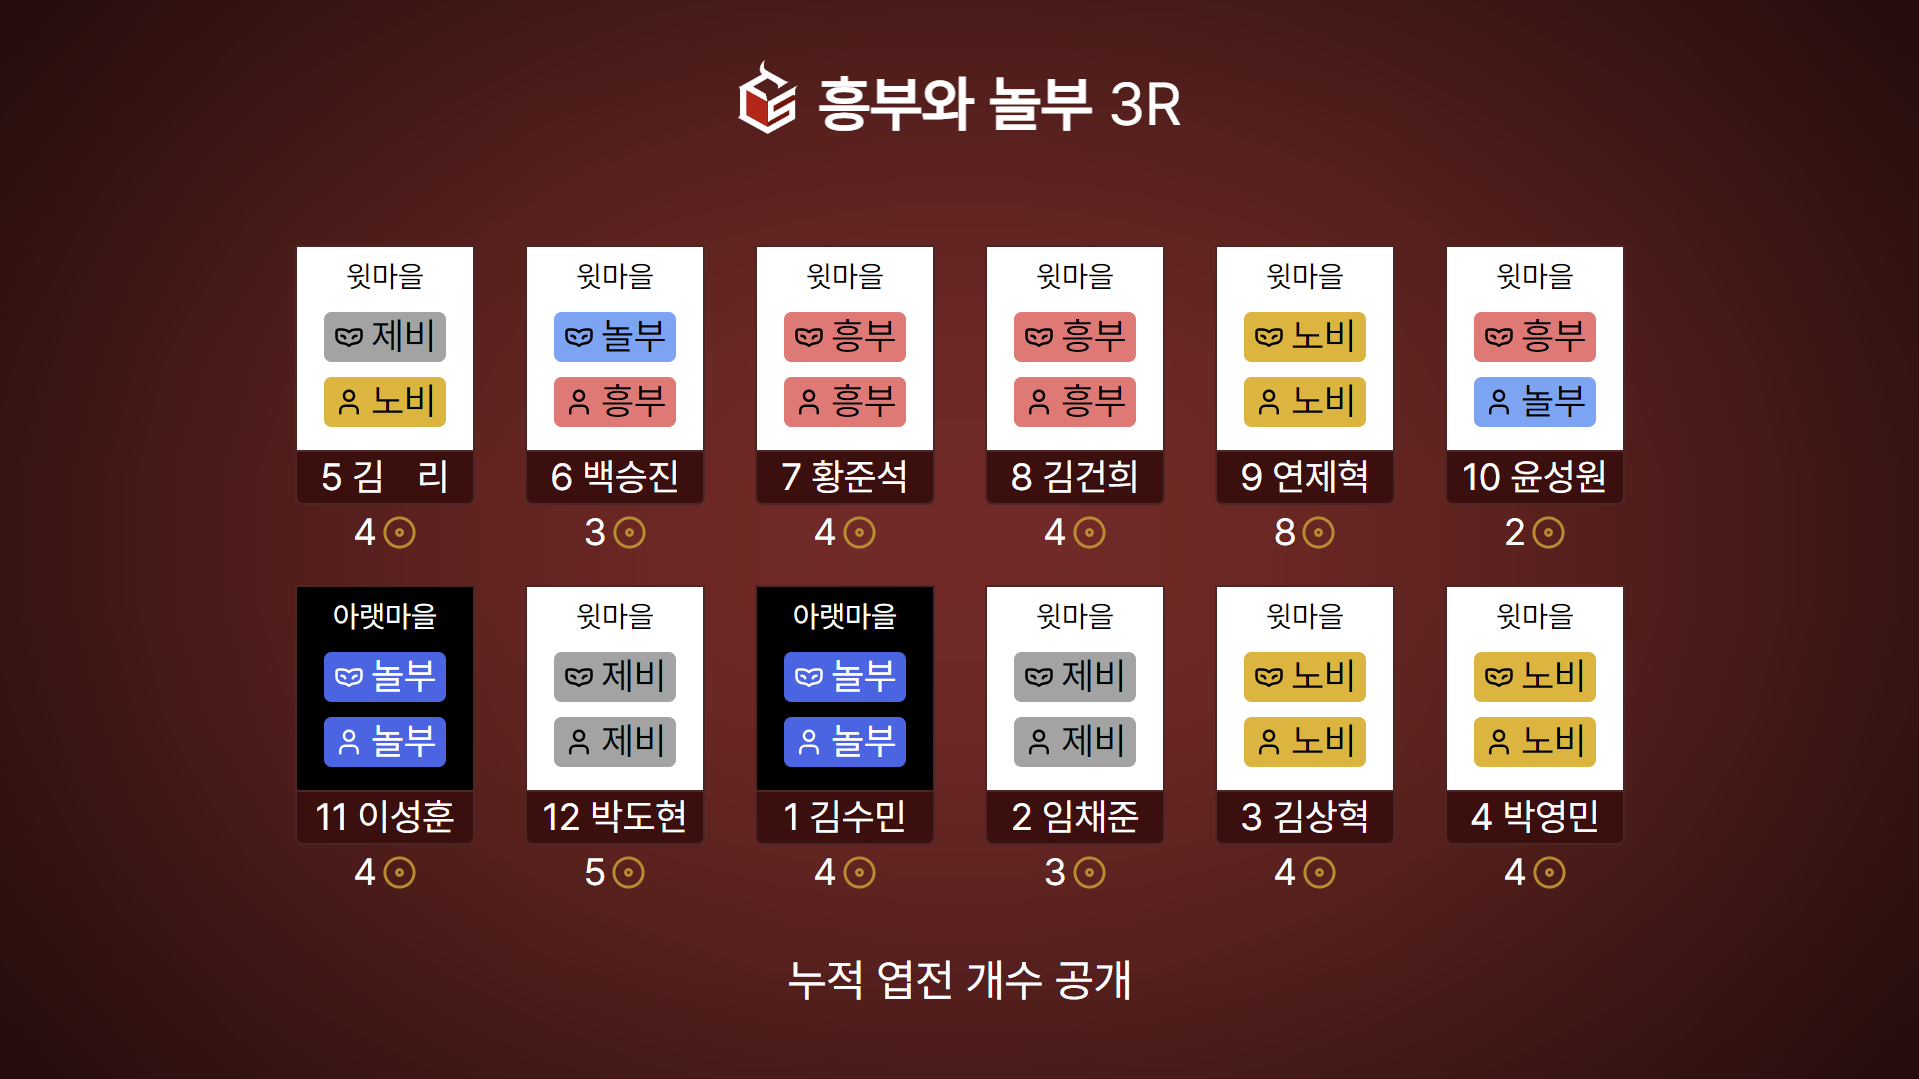 흥부와 놀부 3R
윗마을
제비
노비
5 김 리
4
윗마을
놀부
흥부
6 백승진
3
윗마을
흥부
흥부
7 황준석
4
윗마을
흥부
흥부
8 김건희
4
윗마을
노비
노비
9 연제혁
8
윗마을
흥부
놀부
10 윤성원
2
아랫마을
놀부
놀부
11 이성훈
4
윗마을
제비
제비
12 박도현
5
아랫마을
놀부
놀부
1 김수민
4
윗마을
제비
제비
2 임채준
3
윗마을
노비
노비
3 김상혁
4
윗마을
노비
노비
4 박영민
4
누적 엽전 개수 공개